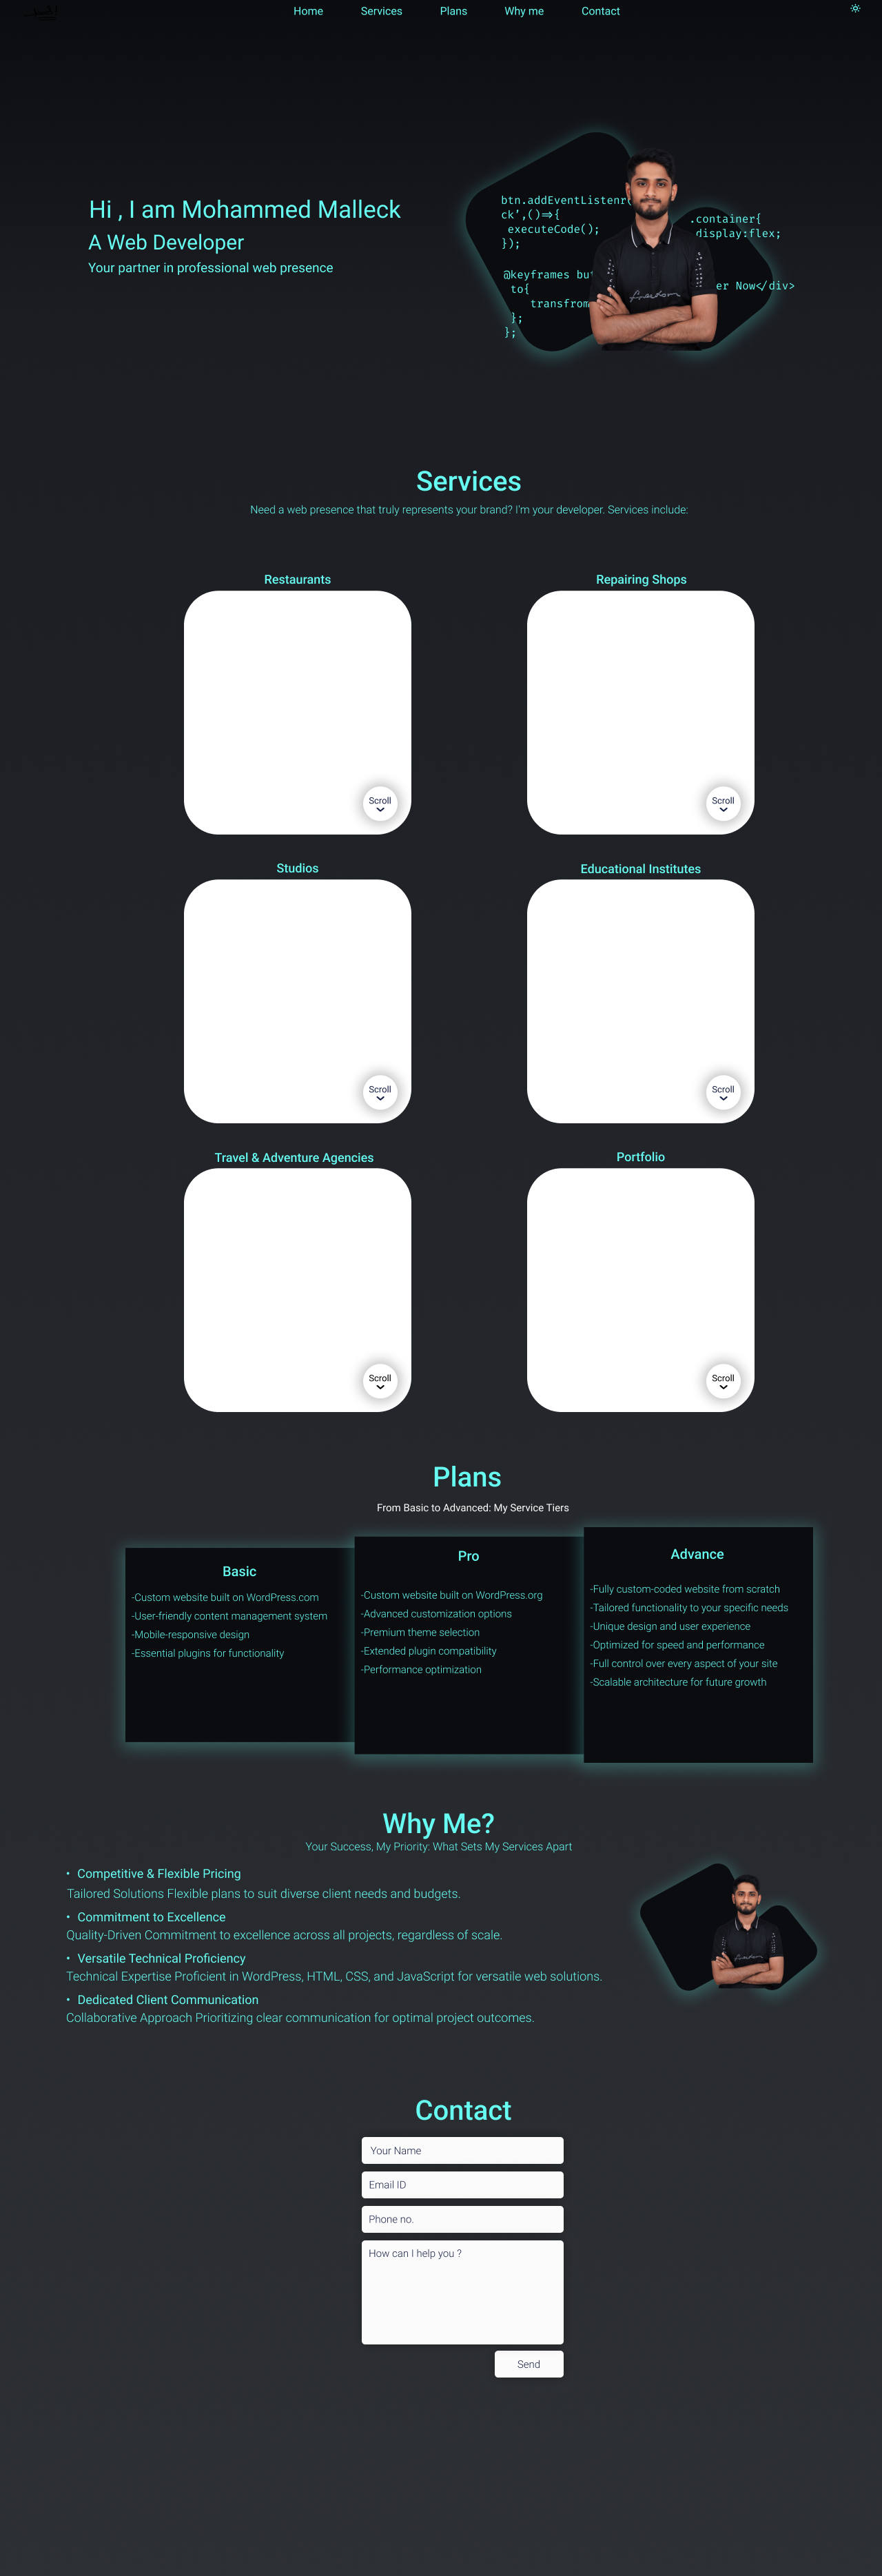 Home Services Plans Why me Contact
Hi , I am Mohammed Malleck
A Web Developer
Your partner in professional web presence
btn.addEventListenr(
ck’,()=>{
executeCode();
});
@keyframes but
to{
transfrom
};
};
.container{
display:flex;
er Now</div>
Services
Need a web presence that truly represents your brand? I'm your developer. Services include:
Restaurants
Scroll
Repairing Shops
Scroll
Studios
Scroll
Educational Institutes
Scroll
Travel & Adventure Agencies
Scroll
Portfolio
Scroll
Plans
From Basic to Advanced: My Service Tiers
Basic
-Custom website built on WordPress.com
-User-friendly content management system
-Mobile-responsive design
-Essential plugins for functionality
Pro
-Custom website built on WordPress.org
-Advanced customization options
-Premium theme selection
-Extended plugin compatibility
-Performance optimization
Advance
-Fully custom-coded website from scratch
-Tailored functionality to your specific needs
-Unique design and user experience
-Optimized for speed and performance
-Full control over every aspect of your site
-Scalable architecture for future growth
Why Me?
Your Success, My Priority: What Sets My Services Apart
• Competitive & Flexible Pricing
Tailored Solutions Flexible plans to suit diverse client needs and budgets.
• Commitment to Excellence
Quality-Driven Commitment to excellence across all projects, regardless of scale.
• Versatile Technical Proficiency
Technical Expertise Proficient in WordPress, HTML, CSS, and JavaScript for versatile web solutions.
• Dedicated Client Communication
Collaborative Approach Prioritizing clear communication for optimal project outcomes.
Contact
Your Name
Email ID
Phone no.
How can I help you ?
Send